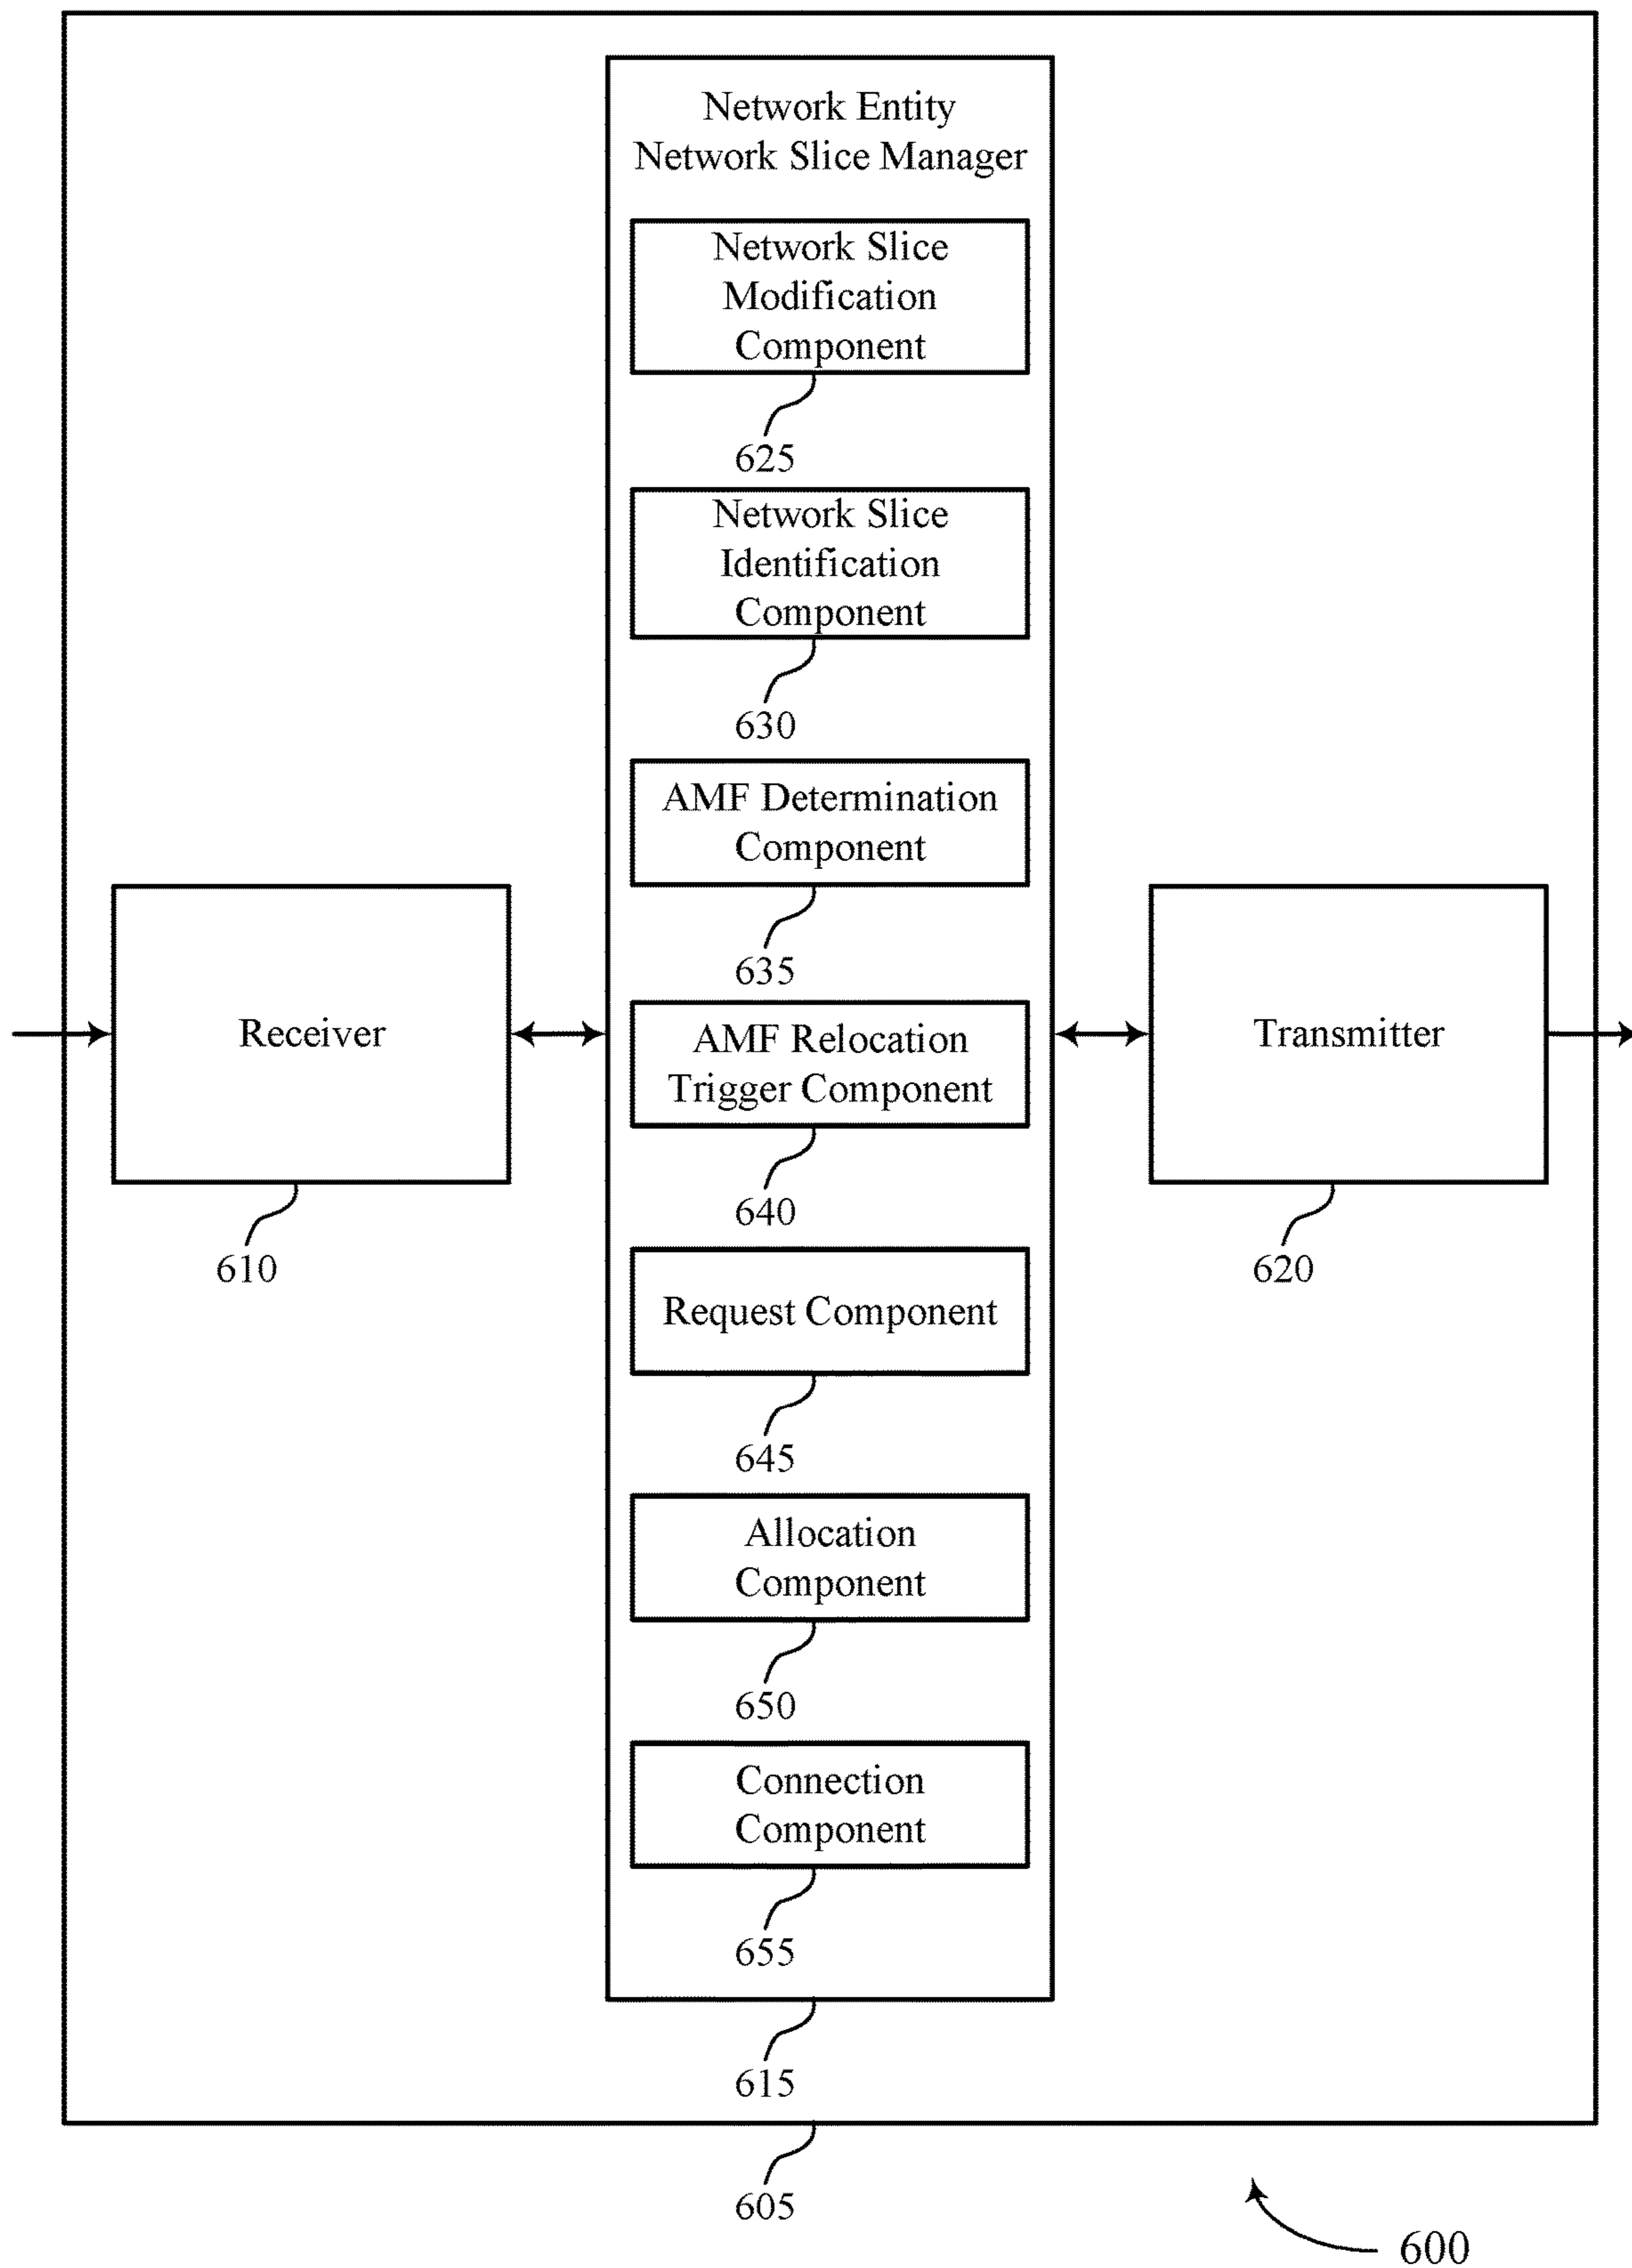 Network Entity
Network Slice Manager
Network Slice
Modification
Component
625
Network Slice
Identification
Component
630
AMF Determination
Component
635
Receiver
610
AMF Relocation
Trigger Component
640
Transmitter
620
Request Component
645
Allocation
Component
650
Connection
Component
655
615
605
600